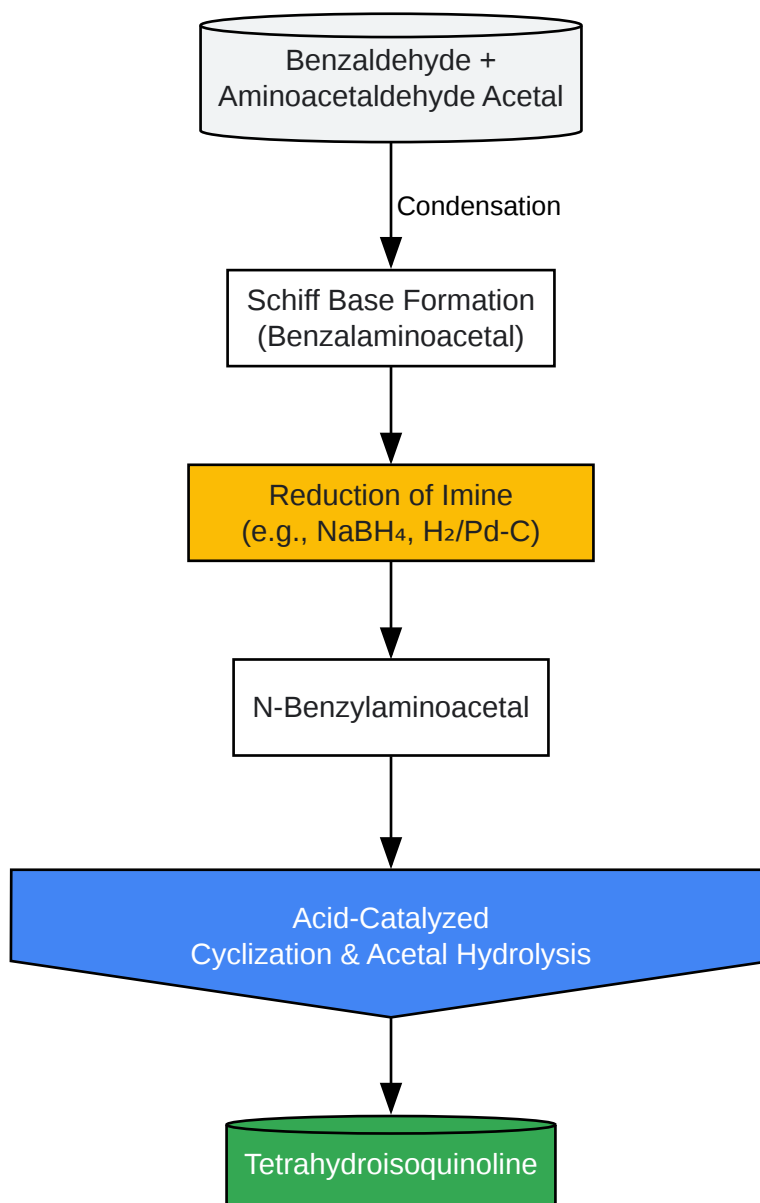 Benzaldehyde +
Aminoacetaldehyde Acetal
Condensation
Schiff Base Formation
(Benzalaminoacetal)
Reduction of Imine
(e.g., NaBH₄, H₂/Pd-C)
N-Benzylaminoacetal
Acid-Catalyzed
Cyclization & Acetal Hydrolysis
Tetrahydroisoquinoline